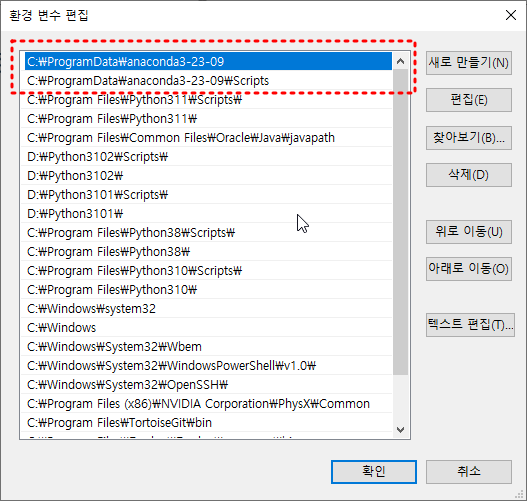 환경 변수 편집
C:₩ProgramData₩anaconda3-23-09
C:₩ProgramData₩anaconda3-23-09₩Scripts
C:₩Program Files₩Python311₩Scripts₩
C:₩Program Files₩Python311₩
C:₩Program Files₩Common Files₩Oracle₩Java₩javapath
D:₩Python3102₩Scripts₩
D:₩Python3102₩
D:₩Python3101₩Scripts₩
D:₩Python3101₩
C:₩Program Files₩Python38₩Scripts₩
C:₩Program Files₩Python38₩
C:₩Program Files₩Python310₩Scripts₩
C:₩Program Files₩Python310₩
C:₩Windows₩system32
C:₩Windows
C:₩Windows₩System32₩Wbem
C:₩Windows₩System32₩WindowsPowerShell₩v1.0₩
C:₩Windows₩System32₩OpenSSH₩
C:₩Program Files (x86)₩NVIDIA Corporation₩PhysX₩Common
C:₩Program Files₩TortoiseGit₩bin
새로 만들기(N)
편집(E)
찾아보기(B)...
삭제(D)
위로 이동(U)
아래로 이동(O)
텍스트 편집(T)...
확인
취소